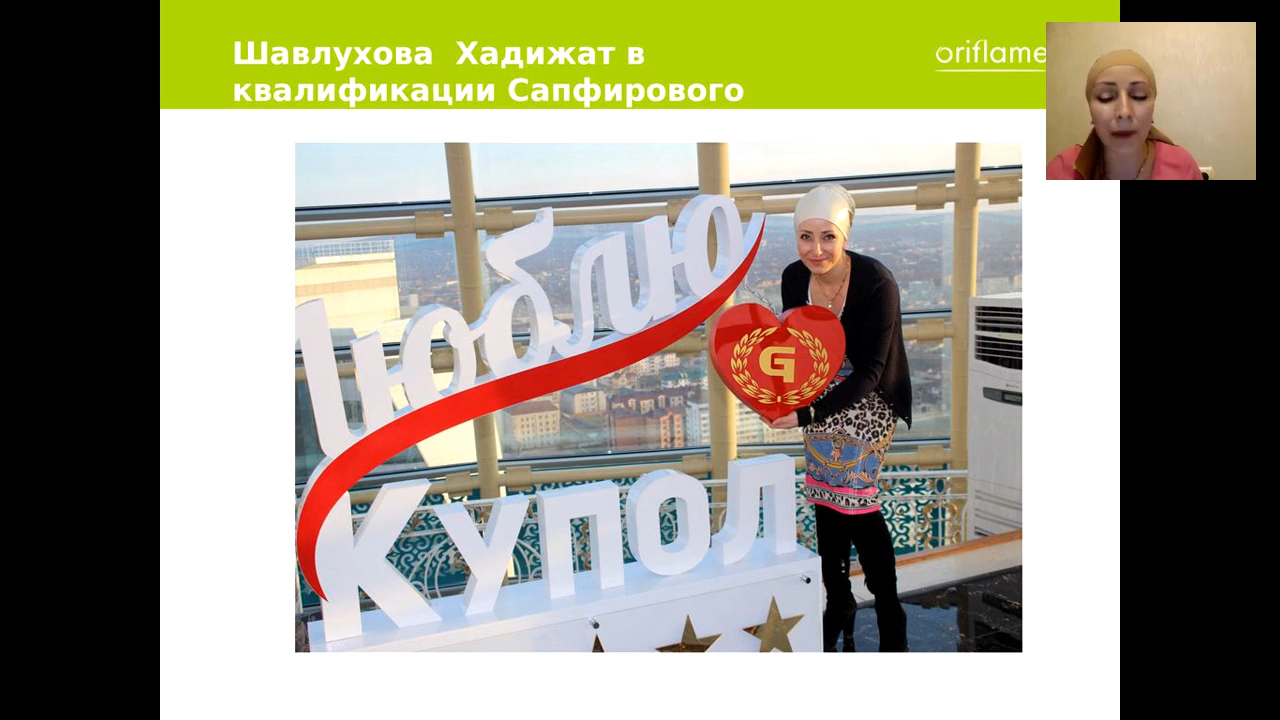 Шавлухова Хадижат в
квалификации Сапфирового
oriflame
Люблю
G
Купол